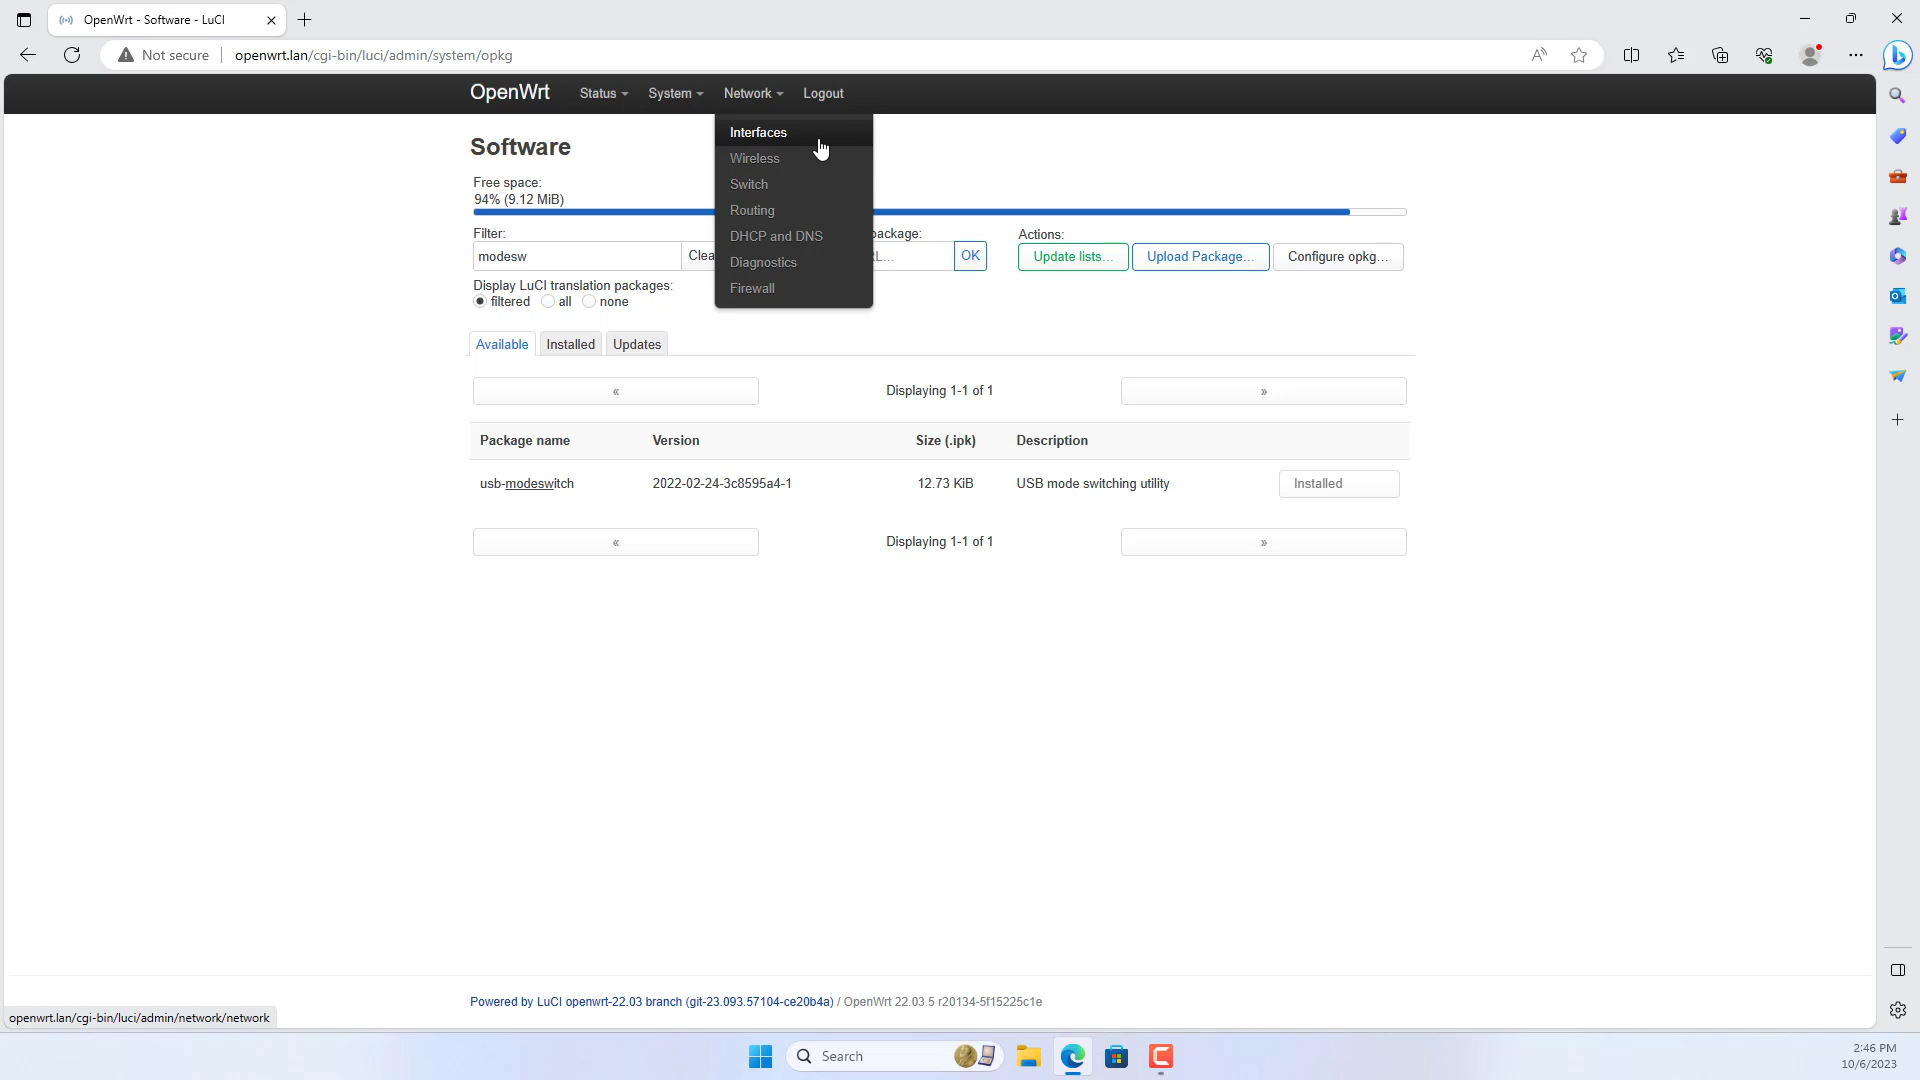 OpenWrt - Software - LuCI
Not secure
openwrt.lan/cgi-bin/luci/admin/system/opkg
OpenWrt
Status
System
Network
Logout
Interfaces
Wireless
Switch
Routing
DHCP and DNS
Diagnostics
Firewall
Software
Free space:
94% (9.12 MiB)
Filter:
package:
Actions:
modesw
Clea
L...
OK
Update lists...
Upload Package...
Configure opkg...
Display LuCI translation packages:
filtered
all
none
Available
Installed
Updates
«
Displaying 1-1 of 1
»
Package name
Version
Size (.ipk)
Description
usb-modeswitch
2022-02-24-3c8595a4-1
12.73 KiB
USB mode switching utility
Installed
«
Displaying 1-1 of 1
»
Powered by LuCI openwrt-22.03 branch (git-23.093.57104-ce20b4a) / OpenWrt 22.03.5 r20134-5f15225c1e
openwrt.lan/cgi-bin/luci/admin/network/network
Search
2:46 PM
10/6/2023